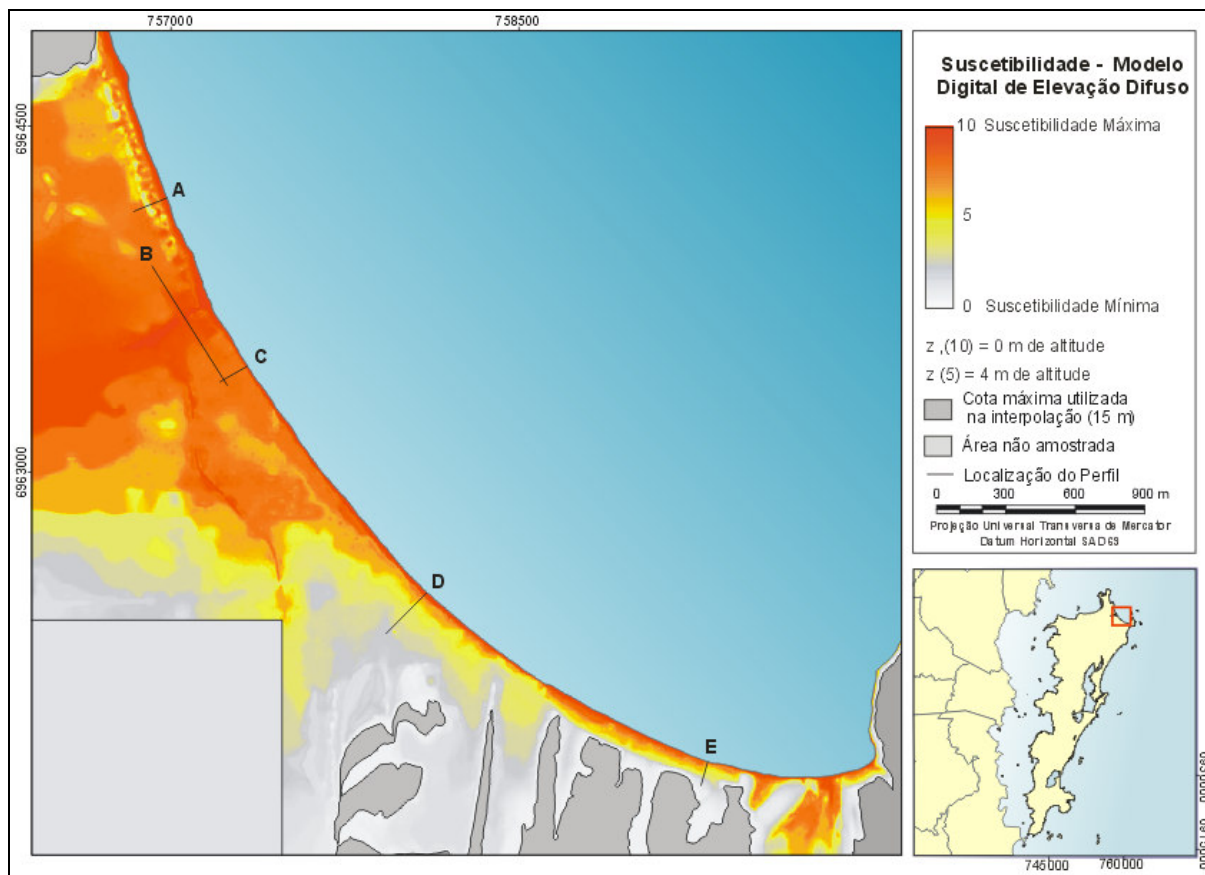 757000
758500
6964500
6963000
A
B
C
D
E
Suscetibilidade - Modelo
Digital de Elevação Difuso
10 Suscetibilidade Máxima
5
0 Suscetibilidade Mínima
z ,(10) = 0 m de altitude
z (5) = 4 m de altitude
Cota máxima utilizada
na interpolação (15 m)
Área não amostrada
Localização do Perfil
0 300 600 900 m
Projeção Universal Transversa de Mercator
Datum Horizontal SAD69
745000
760000